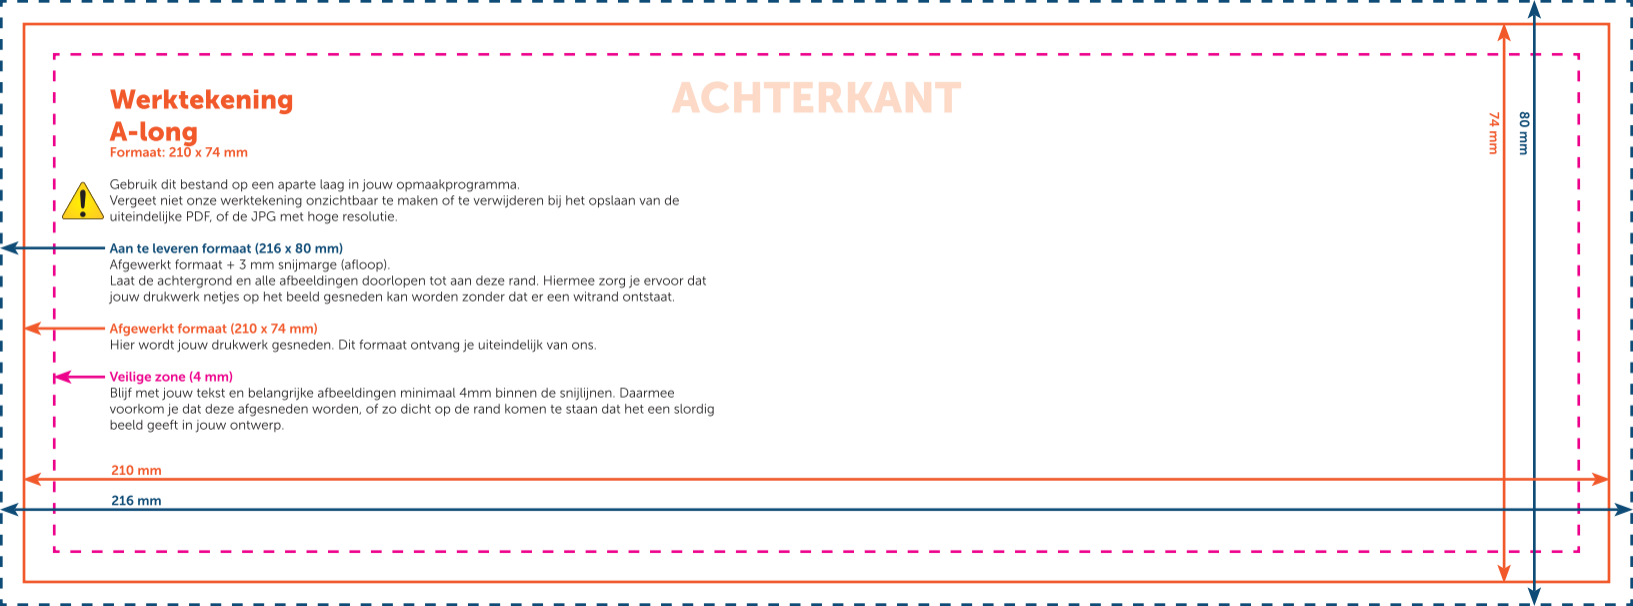 ACHTERKANT
Werktekening
A-long
Formaat: 210 x 74 mm
Gebruik dit bestand op een aparte laag in jouw opmaakprogramma.
Vergeet niet onze werktekening onzichtbaar te maken of te verwijderen bij het opslaan van de
uiteindelijke PDF, of de JPG met hoge resolutie.
Aan te leveren formaat (216 x 80 mm)
Afgewerkt formaat + 3 mm snijmarge (afloop).
Laat de achtergrond en alle afbeeldingen doorlopen tot aan deze rand. Hiermee zorg je ervoor dat
jouw drukwerk netjes op het beeld gesneden kan worden zonder dat er een witrand ontstaat.
Afgewerkt formaat (210 x 74 mm)
Hier wordt jouw drukwerk gesneden. Dit formaat ontvang je uiteindelijk van ons.
Veilige zone (4 mm)
Blijf met jouw tekst en belangrijke afbeeldingen minimaal 4mm binnen de snijlijnen. Daarmee
voorkom je dat deze afgesneden worden, of zo dicht op de rand komen te staan dat het een slordig
beeld geeft in jouw ontwerp.
210 mm
216 mm
74 mm
80 mm